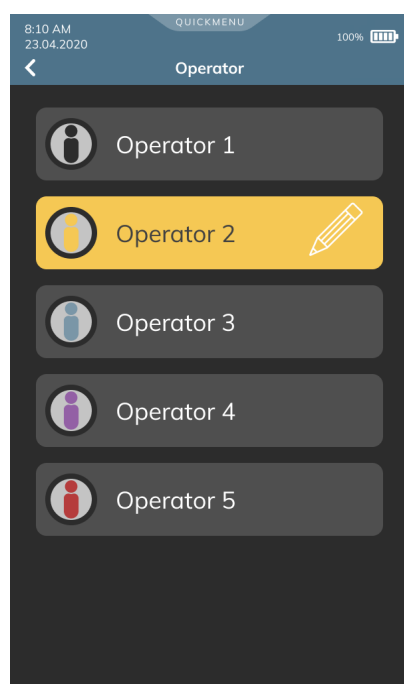 8:10 AM
QUICKMENU
100%
23.04.2020
Operator
Operator 1
Operator 2
Operator 3
Operator 4
Operator 5